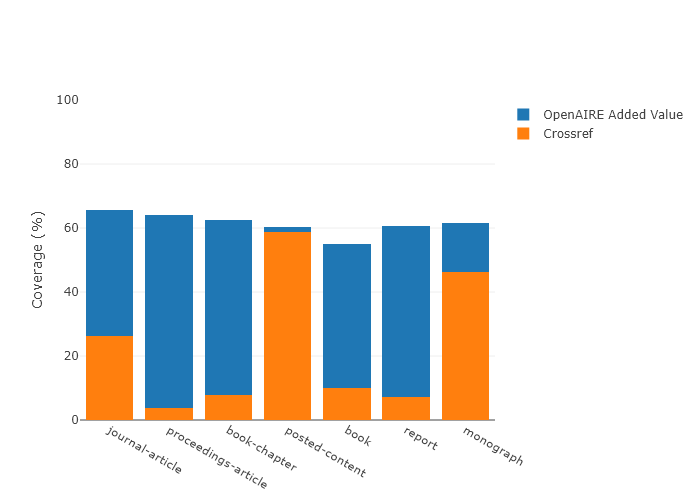 100
80
60
40
20
0
Coverage (%)
journal-article
proceedings-article
book-chapter
posted-content
book
report
monograph
OpenAIRE Added Value
Crossref